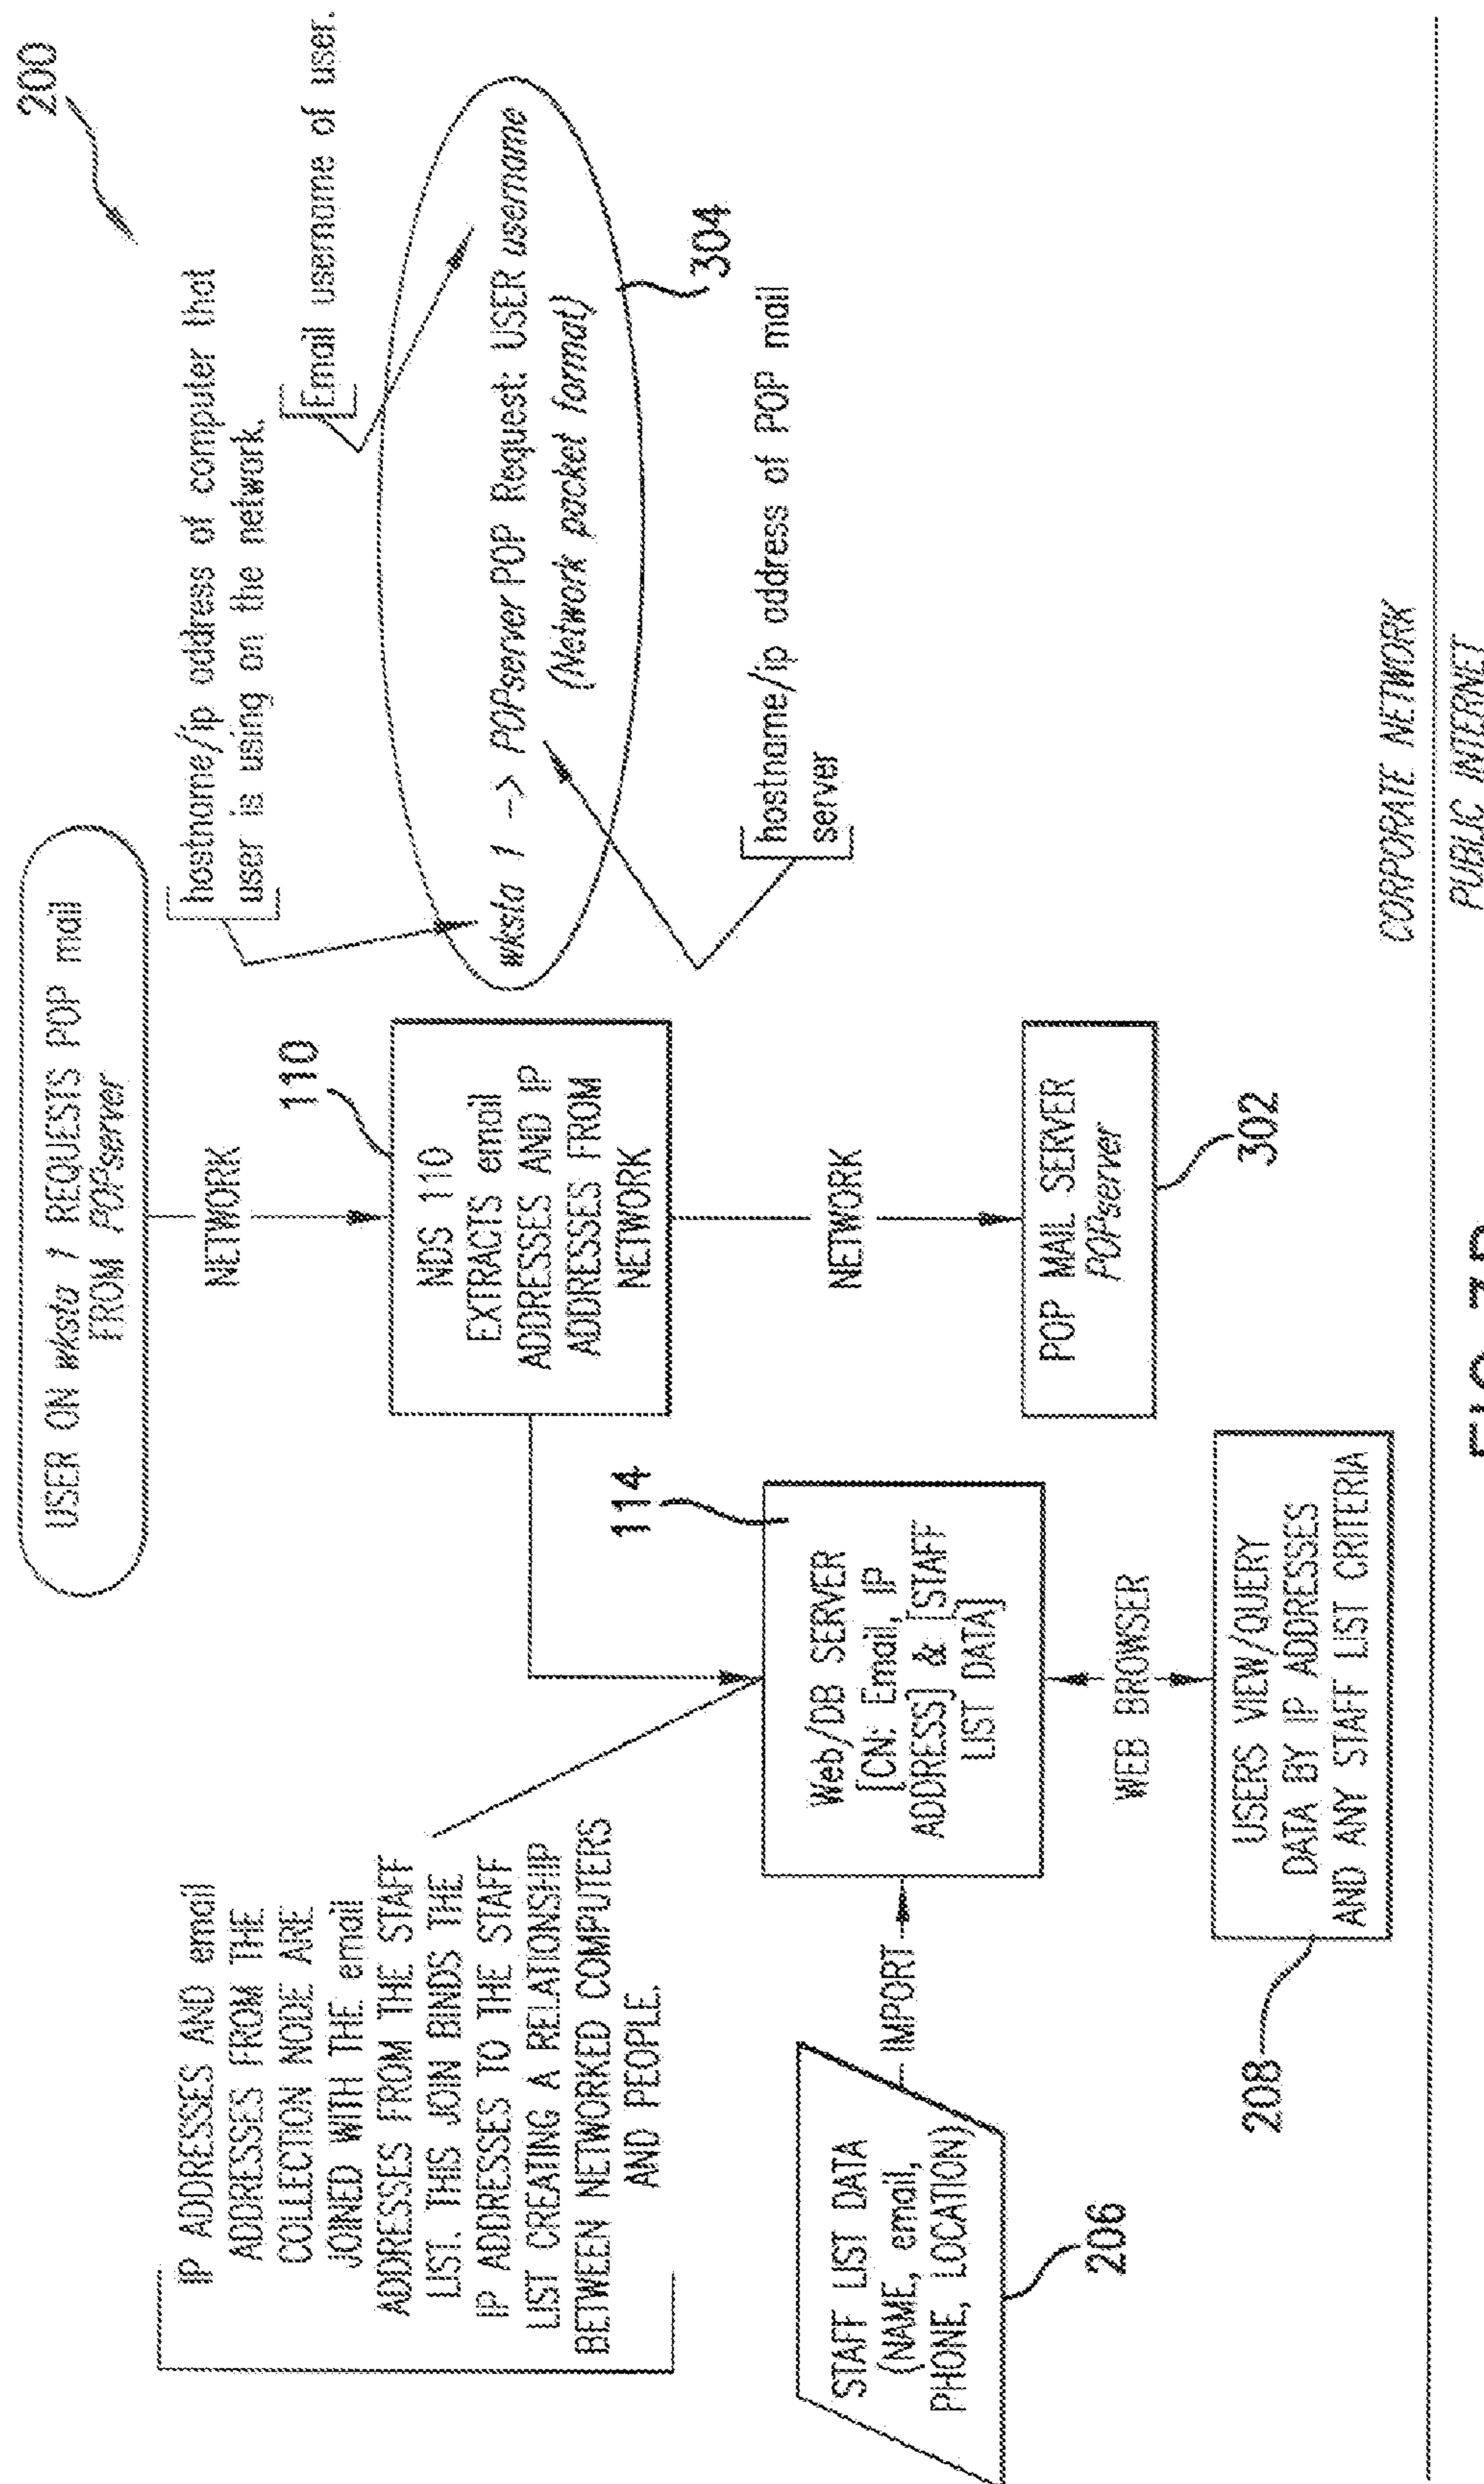 200
USER ON wksta 1 REQUESTS POP mail
FROM POPserver
hostname/ip address of computer that
user is using on the network.
Email username of user.
NETWORK
110
NDS 110
EXTRACTS email
ADDRESSES AND IP
ADDRESSES FROM
NETWORK
wksta 1 -> POPserver POP Request: USER username
(Network packet format)
304
hostname/ip address of POP mail
server
NETWORK
POP MAIL SERVER
POPserver
302
IP ADDRESSES AND email
ADDRESSES FROM THE
COLLECTION NODE ARE
JOINED WITH THE email
ADDRESSES FROM THE STAFF
LIST. THIS JOIN BINDS THE
IP ADDRESSES TO THE STAFF
LIST CREATING A RELATIONSHIP
BETWEEN NETWORKED COMPUTERS
AND PEOPLE.
114
Web/DB SERVER
[CN: Email, IP
ADDRESS] & [STAFF
LIST DATA]
STAFF LIST DATA
(NAME, email,
PHONE, LOCATION)
206
IMPORT
WEB BROWSER
USERS VIEW/QUERY
DATA BY IP ADDRESSES
AND ANY STAFF LIST CRITERIA
208
CORPORATE NETWORK
PUBLIC INTERNET